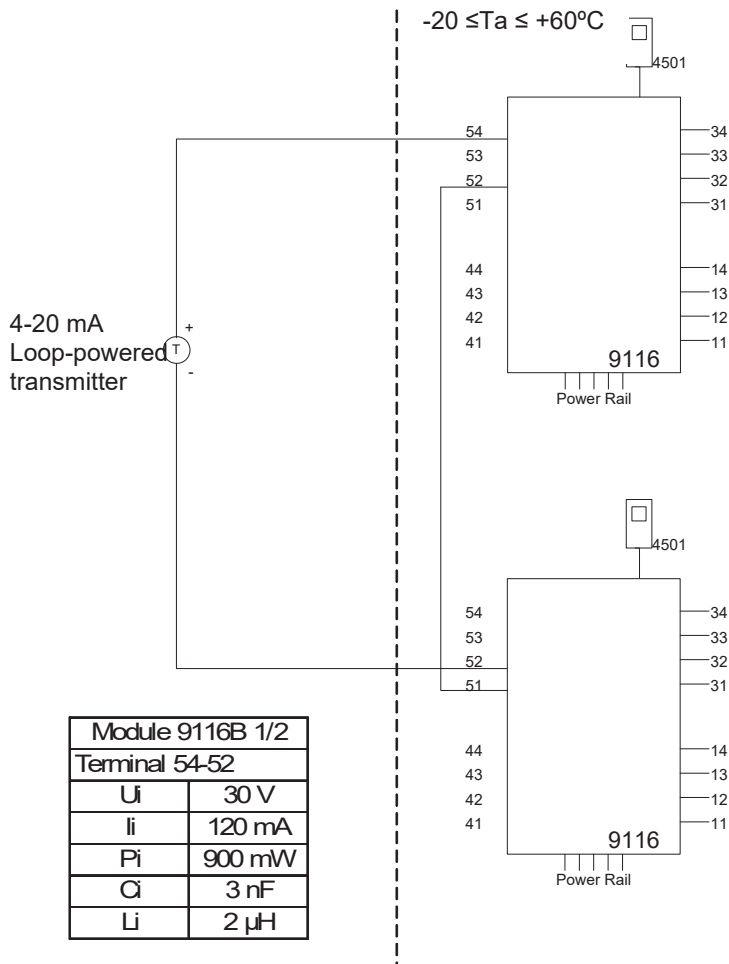 -20 ≤Ta ≤ +60ºC
4501
54
53
52
51
44
43
42
41
34
33
32
31
14
13
12
11
9116
Power Rail
4-20 mA
Loop-powered
transmitter
+
T
-
4501
54
53
52
51
44
43
42
41
34
33
32
31
14
13
12
11
9116
Power Rail
Module 9116B 1/2
Terminal 54-52
Ui 30 V
Ii 120 mA
Pi 900 mW
Ci 3 nF
Li 2 µH